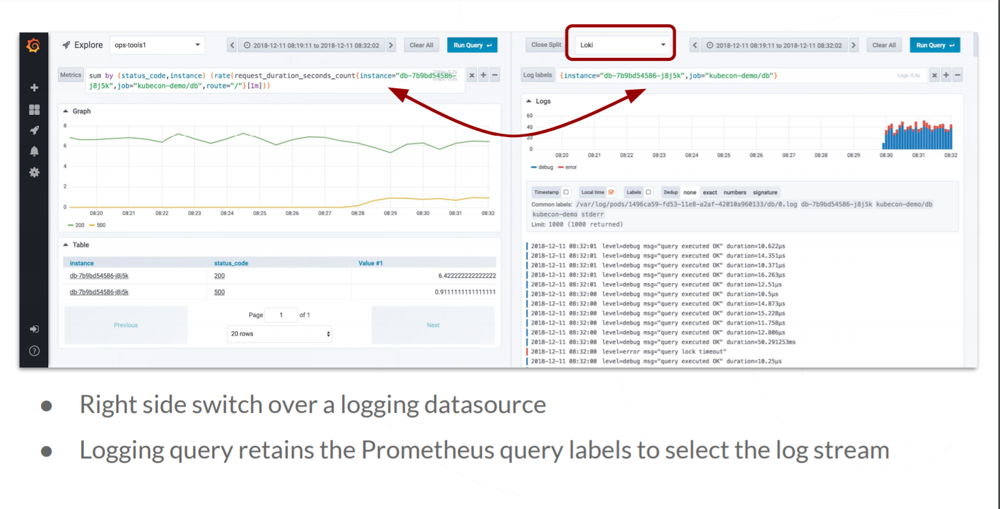 Explore ops-tools1 2018-12-11 08:19:11 to 2018-12-11 08:32:02 Clear All Run Query
Metrics sum by (status_code,instance) (rate(request_duration_seconds_count{instance="db-7b9bd54586-
j8j5k",job="kubecon-demo/db",route="/"}[1m]))
Graph
8
6
4
2
0
08:20 08:21 08:22 08:23 08:24 08:25 08:26 08:27 08:28 08:29 08:30 08:31 08:32
200 500
Table
instance status_code Value #1
db-7b9bd54586-j8j5k 200 6.422222222222222
db-7b9bd54586-j8j5k 500 0.9111111111111111
Previous Page 1 of 1 Next
20 rows
Close Split Loki 2018-12-11 08:19:11 to 2018-12-11 08:32:02 Clear All Run Query
Log labels {instance="db-7b9bd54586-j8j5k",job="kubecon-demo/db"} Logs: 0.4s
Logs
60
40
20
0
08:20 08:21 08:22 08:23 08:24 08:25 08:26 08:27 08:28 08:29 08:30 08:31 08:32
debug error
Timestamp Local time Labels Dedup none exact numbers signature
Common labels: /var/log/pods/1496ca59-fd53-11e8-a2af-42010a960133/db/0.log db-7b9bd54586-j8j5k kubecon-demo/db
kubecon-demo stderr
Limit: 1000 (1000 returned)
2018-12-11 08:32:01 level=debug msg="query executed OK" duration=10.622µs
2018-12-11 08:32:01 level=debug msg="query executed OK" duration=14.351µs
2018-12-11 08:32:01 level=debug msg="query executed OK" duration=10.371µs
2018-12-11 08:32:01 level=debug msg="query executed OK" duration=16.263µs
2018-12-11 08:32:01 level=debug msg="query executed OK" duration=12.51µs
2018-12-11 08:32:00 level=debug msg="query executed OK" duration=10.5µs
2018-12-11 08:32:00 level=debug msg="query executed OK" duration=14.873µs
2018-12-11 08:32:00 level=debug msg="query executed OK" duration=15.228µs
2018-12-11 08:32:00 level=debug msg="query executed OK" duration=11.758µs
2018-12-11 08:32:00 level=debug msg="query executed OK" duration=12.806µs
2018-12-11 08:32:00 level=debug msg="query executed OK" duration=50.291253ms
2018-12-11 08:32:00 level=error msg="query lock timeout"
2018-12-11 08:32:00 level=debug msg="query executed OK" duration=10.25µs
● Right side switch over a logging datasource
● Logging query retains the Prometheus query labels to select the log stream